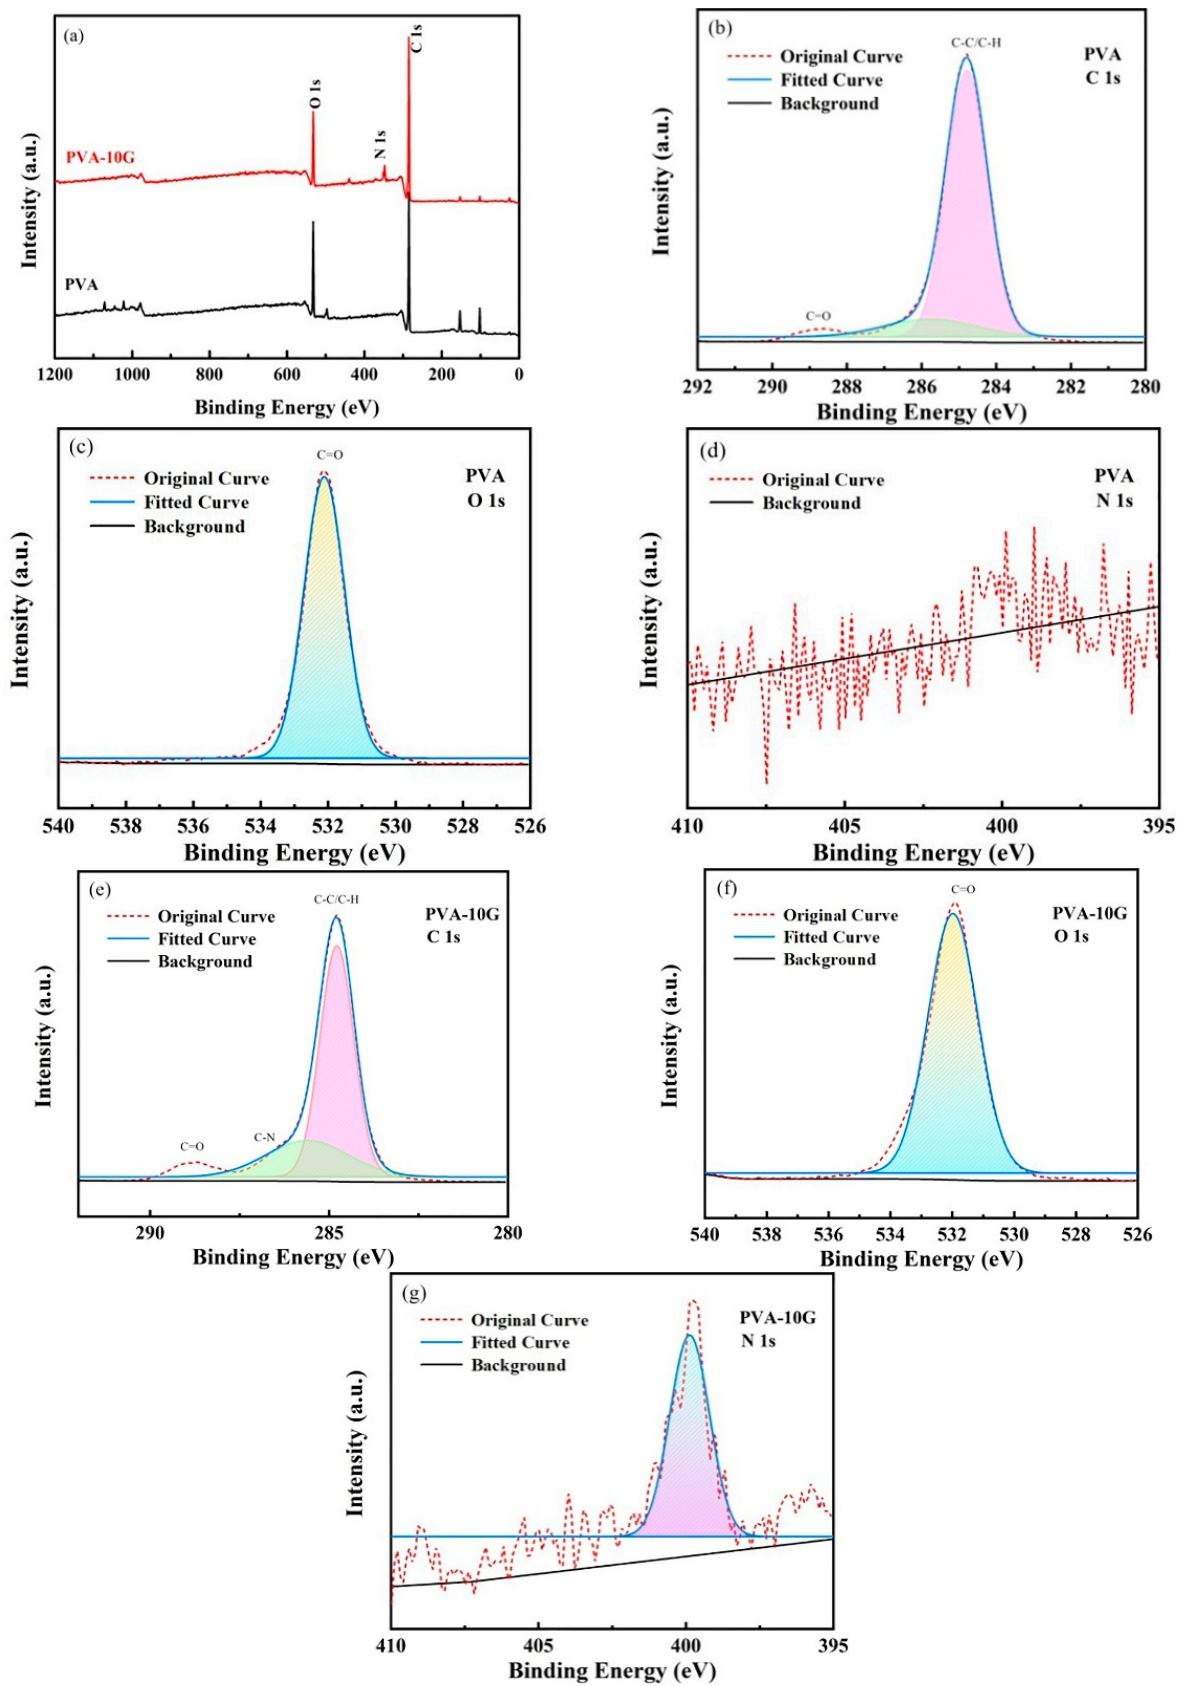 (a)
C 1s
O 1s
N 1s
PVA-10G
PVA
Intensity (a.u.)
1200 1000 800 600 400 200 0
Binding Energy (eV)
(b)
C-C/C-H
Original Curve
Fitted Curve
Background
PVA
C 1s
C=O
Intensity (a.u.)
292 290 288 286 284 282 280
Binding Energy (eV)
(c)
C=O
Original Curve
Fitted Curve
Background
PVA
O 1s
Intensity (a.u.)
540 538 536 534 532 530 528 526
Binding Energy (eV)
(d)
Original Curve
Background
PVA
N 1s
Intensity (a.u.)
410 405 400 395
Binding Energy (eV)
(e)
C-C/C-H
Original Curve
Fitted Curve
Background
PVA-10G
C 1s
C=O
C-N
Intensity (a.u.)
290 285 280
Binding Energy (eV)
(f)
C=O
Original Curve
Fitted Curve
Background
PVA-10G
O 1s
Intensity (a.u.)
540 538 536 534 532 530 528 526
Binding Energy (eV)
(g)
Original Curve
Fitted Curve
Background
PVA-10G
N 1s
Intensity (a.u.)
410 405 400 395
Binding Energy (eV)